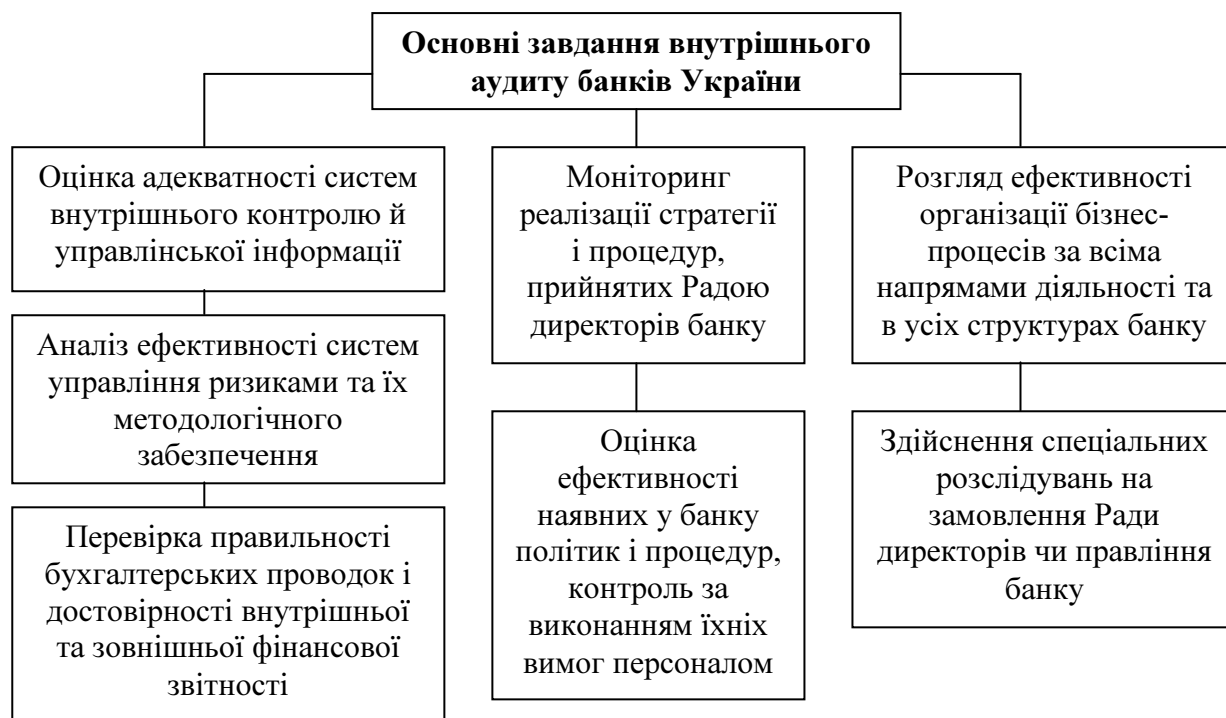 Основні завдання внутрішнього
аудиту банків України
Оцінка адекватності систем
внутрішнього контролю й
управлінської інформації
Аналіз ефективності систем
управління ризиками та їх
методологічного
забезпечення
Перевірка правильності
бухгалтерських проводок і
достовірності внутрішньої
та зовнішньої фінансової
звітності
Моніторинг
реалізації стратегії
і процедур,
прийнятих Радою
директорів банку
Оцінка
ефективності
наявних у банку
політик і процедур,
контроль за
виконанням їхніх
вимог персоналом
Розгляд ефективності
організації бізнес-
процесів за всіма
напрямами діяльності та
в усіх структурах банку
Здійснення спеціальних
розслідувань на
замовлення Ради
директорів чи правління
банку